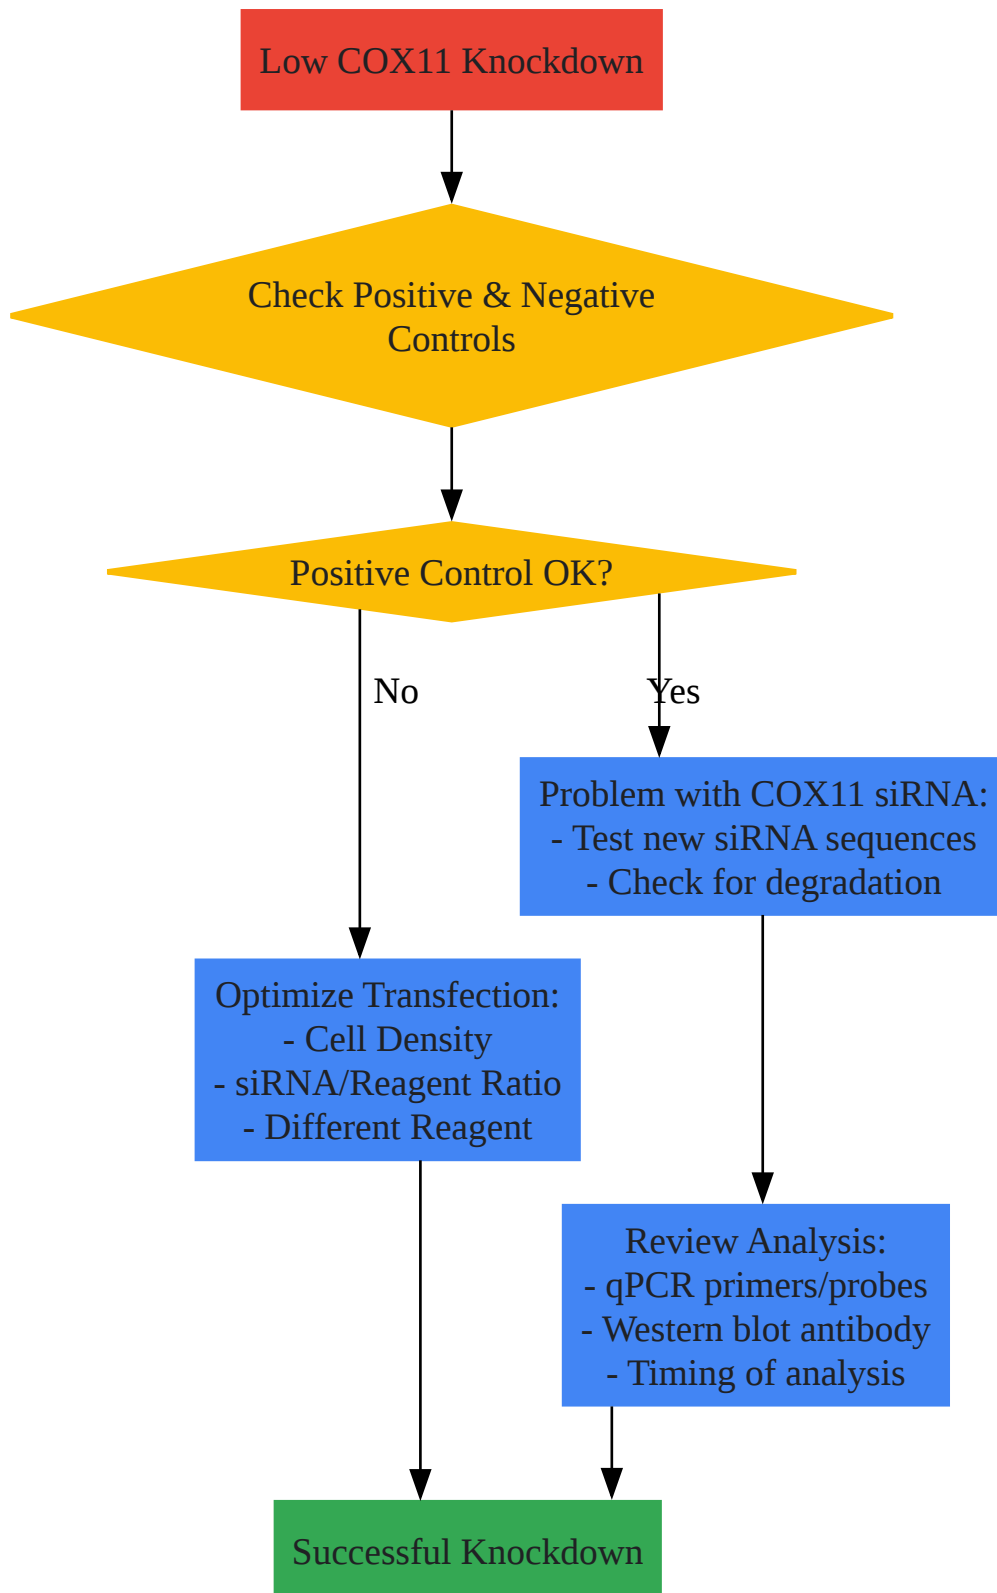 Low COX11 Knockdown
Check Positive & Negative
Controls
Positive Control OK?
No
Yes
Problem with COX11 siRNA:
- Test new siRNA sequences
- Check for degradation
Optimize Transfection:
- Cell Density
- siRNA/Reagent Ratio
- Different Reagent
Review Analysis:
- qPCR primers/probes
- Western blot antibody
- Timing of analysis
Successful Knockdown